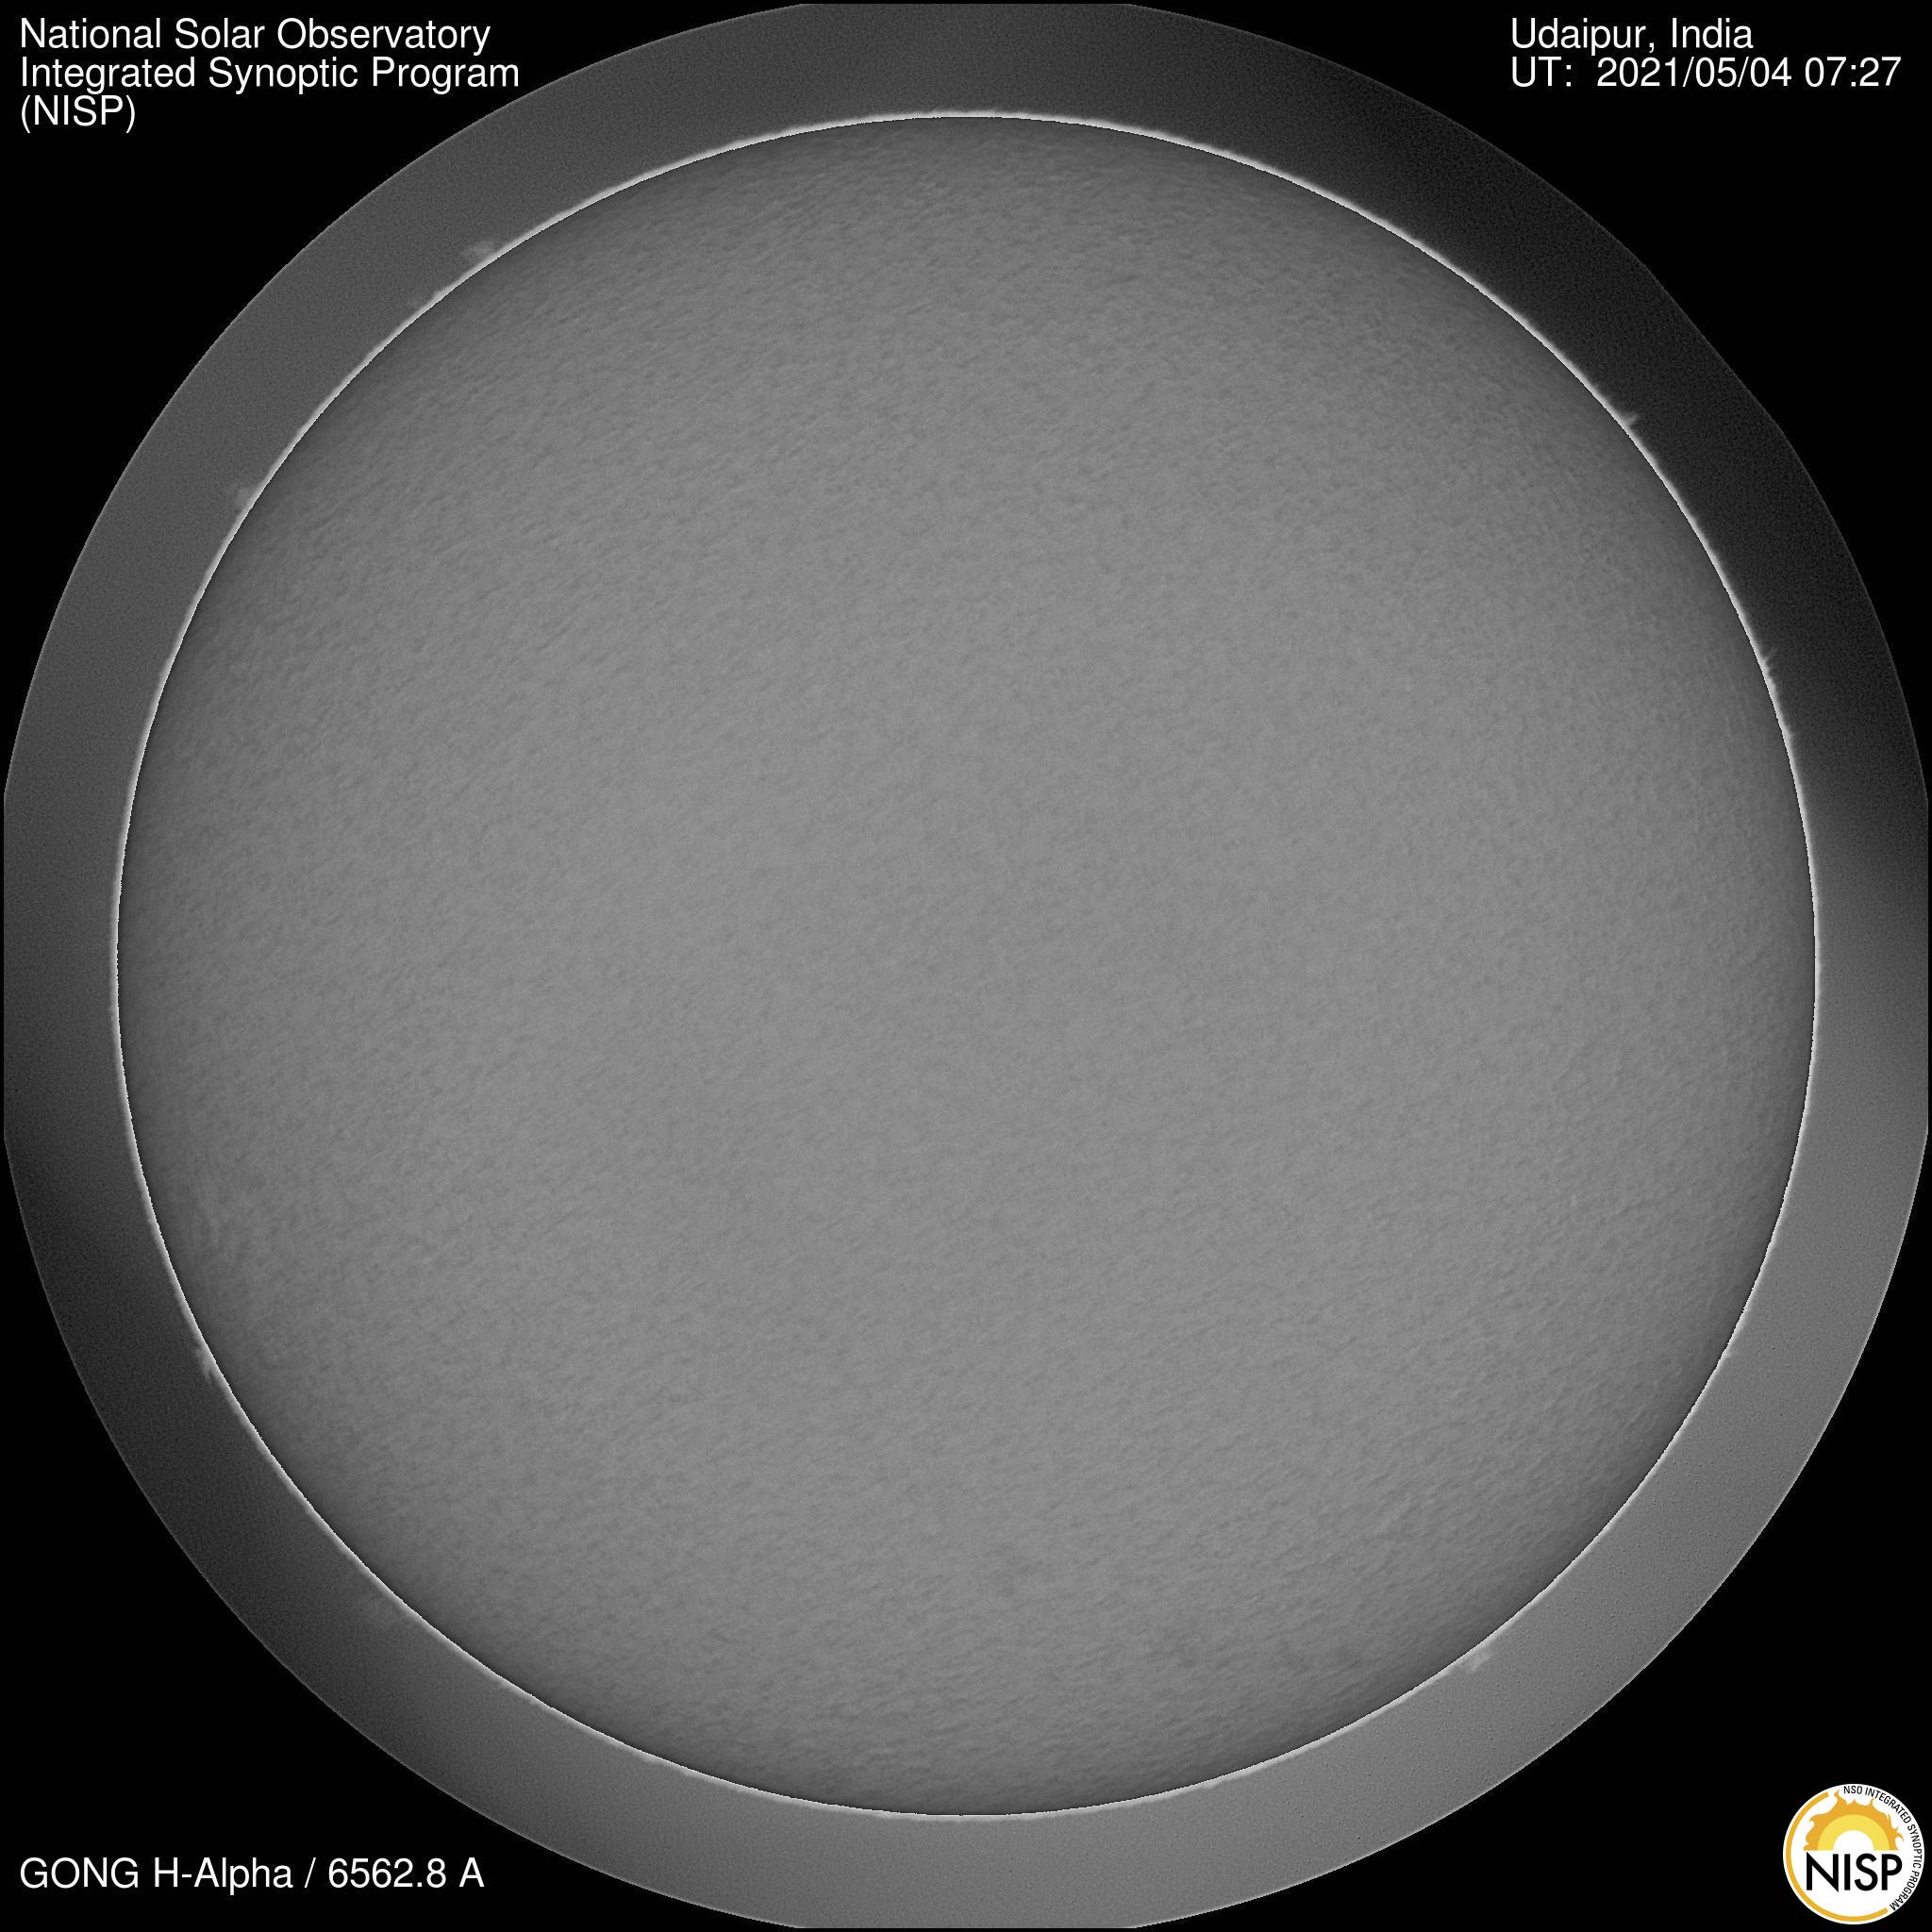 National Solar Observatory
Integrated Synoptic Program
(NISP)
Udaipur, India
UT: 2021/05/04 07:27
GONG H-Alpha / 6562.8 A
NSO INTEGRATED SYNOPTIC PROGRAM
NISP